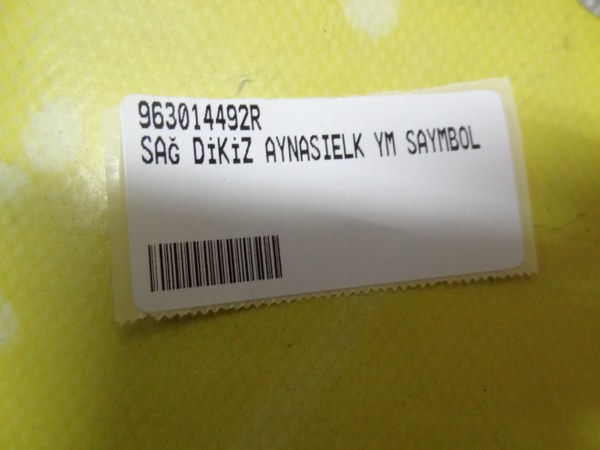 963014492R
SAĞ DİKİZ AYNASIELK YM SAYMBOL